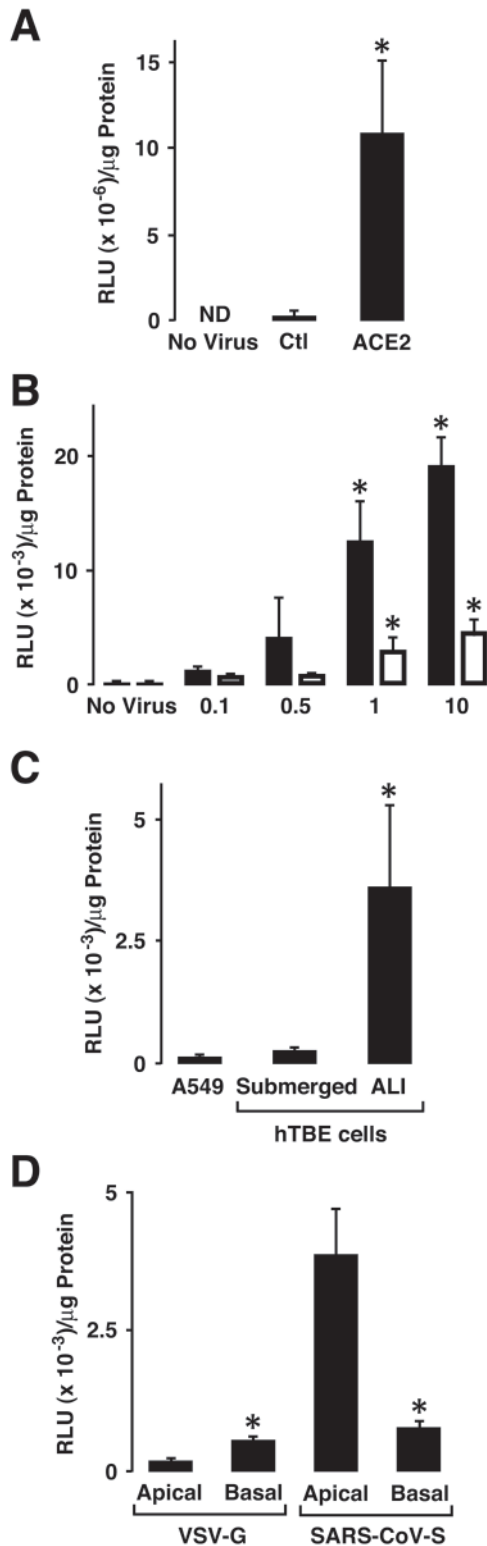 A
RLU (x 10⁻⁶)/μg Protein
15
10
5
0
*
ND
No Virus Ctl ACE2
B
RLU (x 10⁻³)/μg Protein
20
10
0
* *
* *
No Virus 0.1 0.5 1 10
C
RLU (x 10⁻³)/μg Protein
5
2.5
0
*
A549 Submerged ALI
hTBE cells
D
RLU (x 10⁻³)/μg Protein
5
2.5
0
* *
Apical Basal Apical Basal
VSV-G SARS-CoV-S